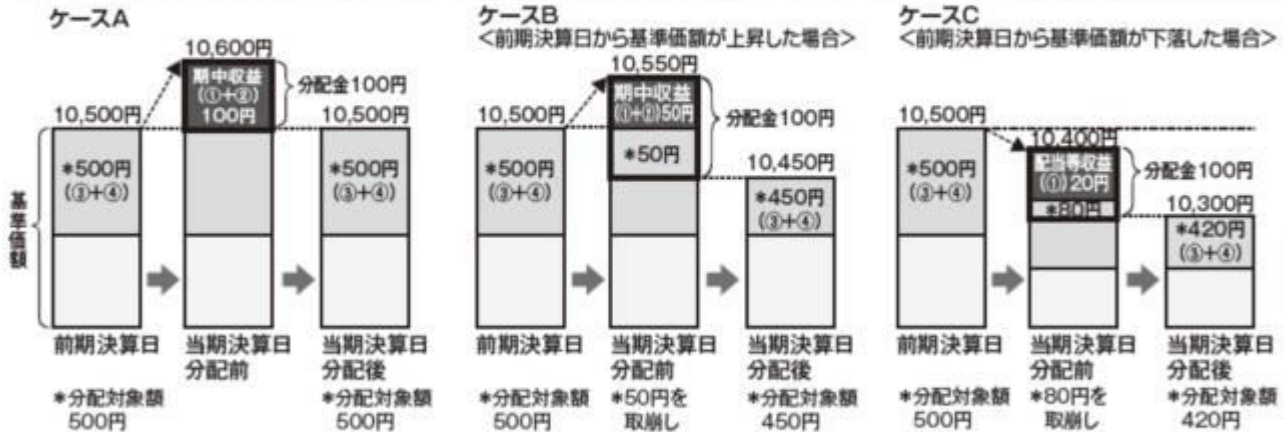 ケースA
10,600円
期中収益
(①+②)
100円
分配金100円
10,500円
10,500円
*500円
(③+④)
*500円
(③+④)
基準価額
前期決算日
当期決算日
分配前
当期決算日
分配後
*分配対象額
500円
*分配対象額
500円
ケースB
<前期決算日から基準価額が上昇した場合>
10,550円
期中収益
(①+②)50円
分配金100円
10,500円
*500円
(③+④)
*50円
10,450円
*450円
(③+④)
前期決算日
当期決算日
分配前
当期決算日
分配後
*分配対象額
500円
*50円を
取崩し
*分配対象額
450円
ケースC
<前期決算日から基準価額が下落した場合>
10,500円
10,400円
配当等収益
(①)20円
分配金100円
*500円
(③+④)
*80円
10,300円
*420円
(③+④)
前期決算日
当期決算日
分配前
当期決算日
分配後
*分配対象額
500円
*80円を
取崩し
*分配対象額
420円